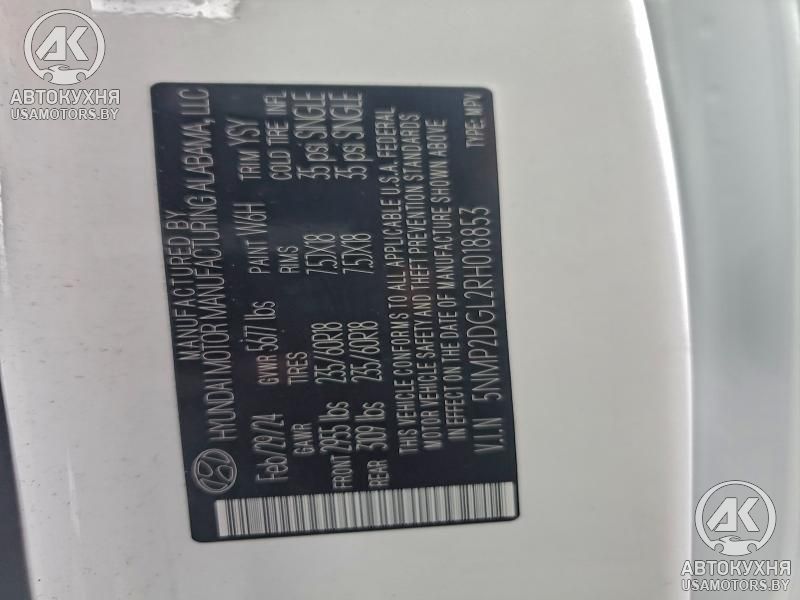 АВТОКУХНЯ
USAMOTORS.BY
MANUFACTURED BY
HYUNDAI MOTOR MANUFACTURING ALABAMA, LLC
Feb/29/24 GVWR 5677 lbs PAINT W6H TRIM YSY
GAWR TIRES RIMS COLD TIRE INFL
FRONT 2955 lbs 235/60R18 7.5JX18 35 psi SINGLE
REAR 3109 lbs 235/60R18 7.5JX18 35 psi SINGLE
THIS VEHICLE CONFORMS TO ALL APPLICABLE U.S.A. FEDERAL
MOTOR VEHICLE SAFETY AND THEFT PREVENTION STANDARDS
IN EFFECT ON THE DATE OF MANUFACTURE SHOWN ABOVE
V.I.N 5NMP2DGL2RH018853 TYPE: MPV
АВТОКУХНЯ
USAMOTORS.BY